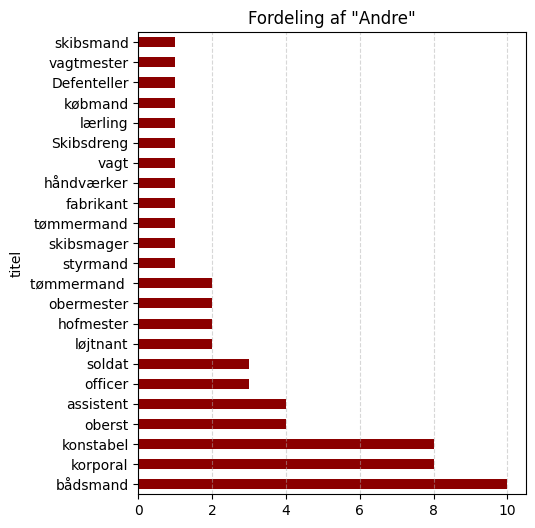 Fordeling af "Andre"
skibsmand
vagtmester
Defenteller
købmand
lærling
Skibsdreng
vagt
håndværker
fabrikant
tømmermand
skibsmager
styrmand
tømmermand
obermester
hofmester
løjtnant
soldat
officer
assistent
oberst
konstabel
korporal
bådsmand
titel
0 2 4 6 8 10